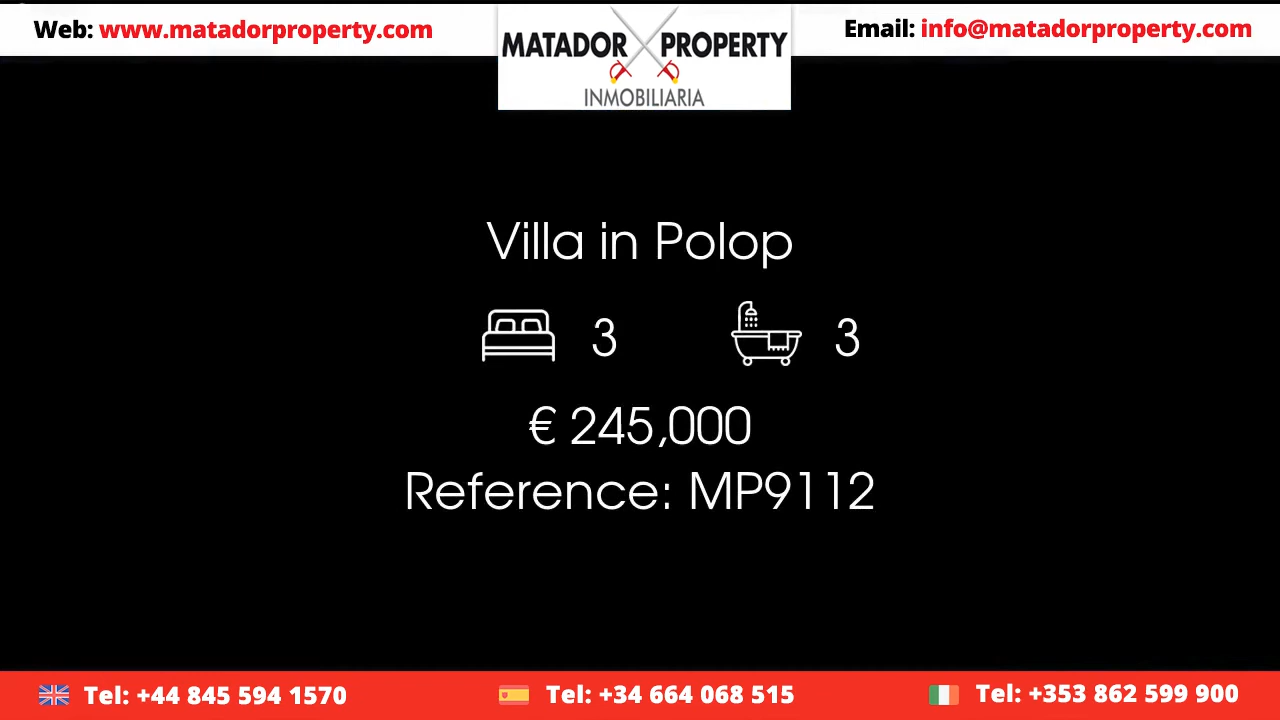 Web: www.matadorproperty.com
MATADOR PROPERTY
INMOBILIARIA
Email: info@matadorproperty.com
Villa in Polop
3
3
€ 245,000
Reference: MP9112
Tel: +44 845 594 1570
Tel: +34 664 068 515
Tel: +353 862 599 900